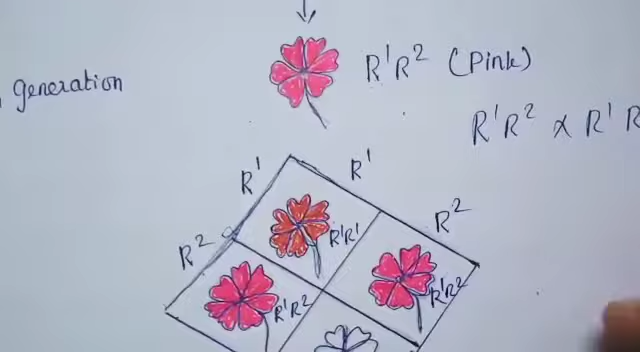 R¹R² (Pink)
generation
R¹R² x R¹R
R¹
R¹
R²
R²
R¹R¹
R¹R²
R¹R²